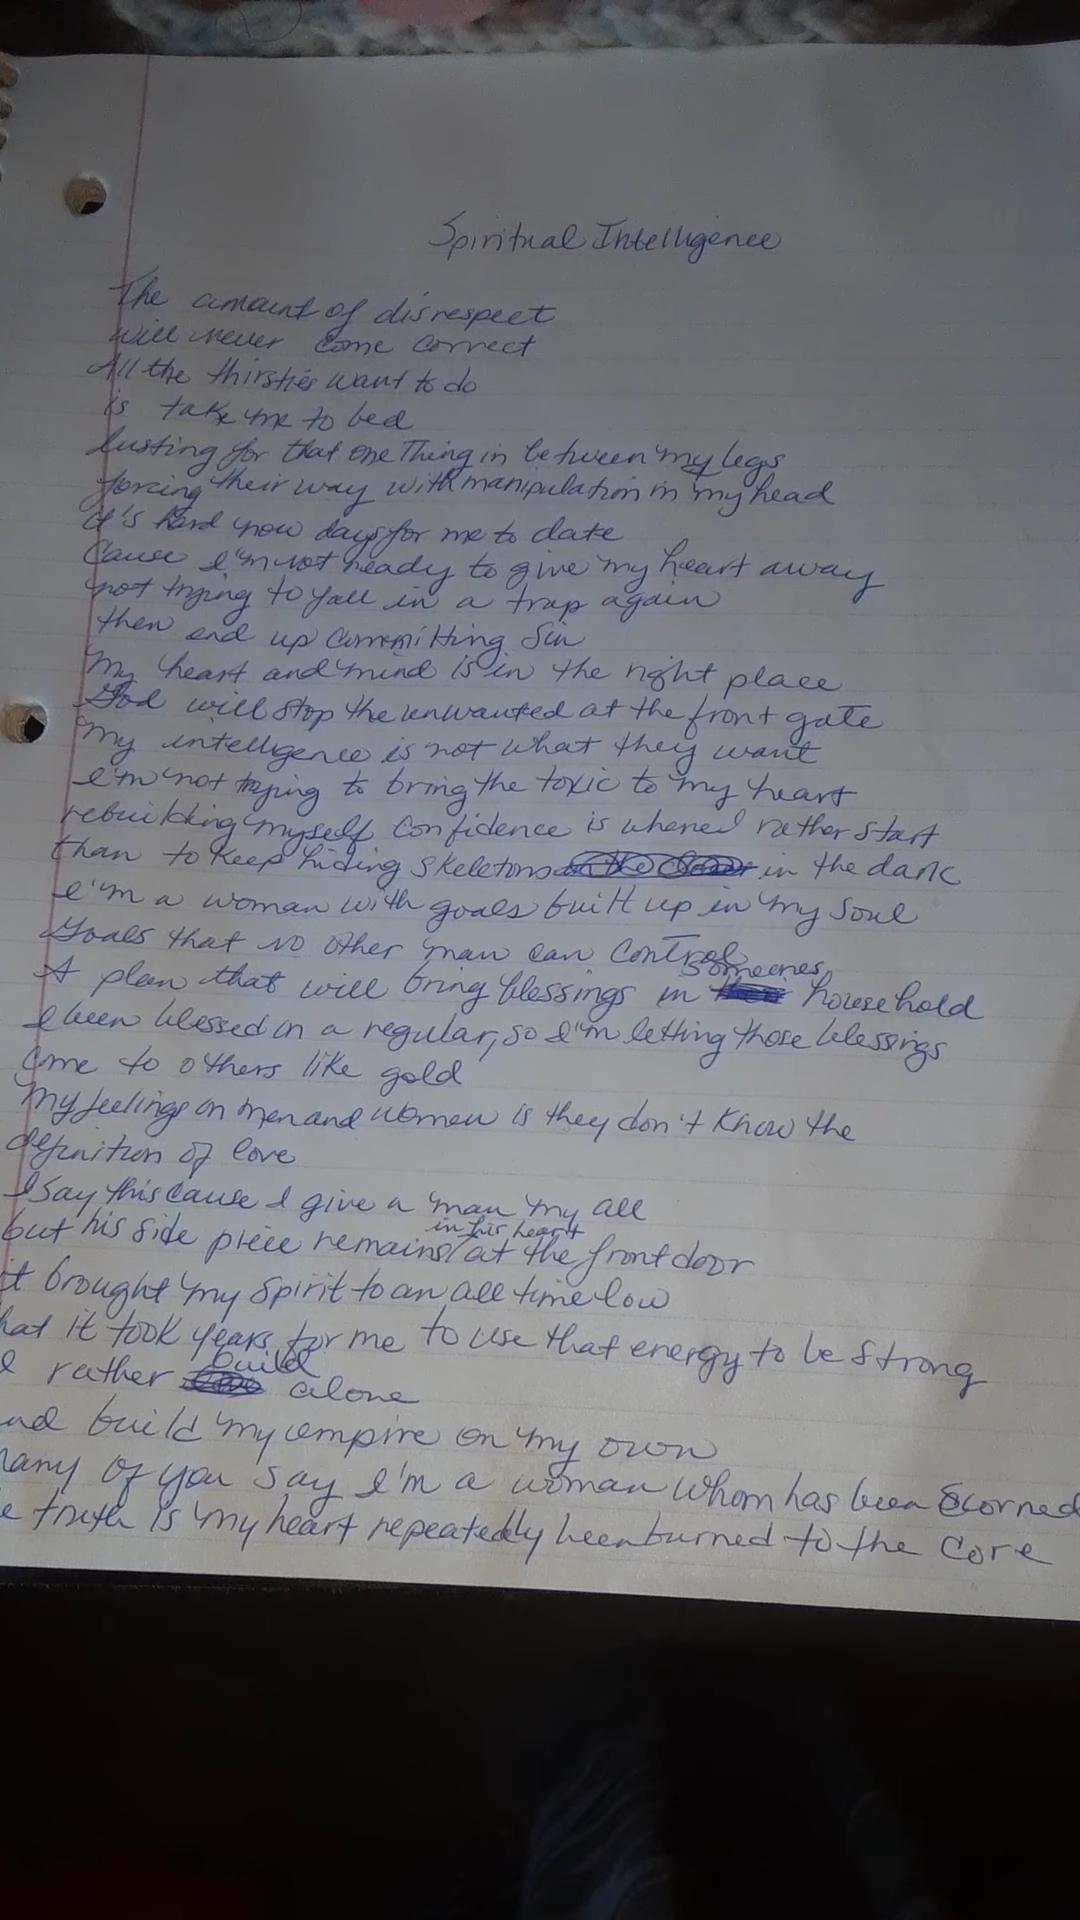 Spiritual Intelligence
The amount of disrespect
will never come correct
All the thirsties want to do
is take me to bed
lusting for that one Thing in between my legs
forcing their way with manipulation in my head
it's hard now days for me to date
Cause I'm not ready to give my heart away
not trying to fall in a trap again
then end up committing Sin
My heart and mind is in the right place
God will stop the unwanted at the front gate
My intelligence is not what they want
I'm not trying to bring the toxic to my heart
rebuilding myself confidence is where I rather start
than to keep hiding skeletons in the dark
I'm a woman with goals built up in my soul
Goals that no other man can control
A plan that will bring blessings in someones household
I been blessed on a regular, so I'm letting those blessings
come to others like gold
My feelings on men and women is they don't know the
definition of love
I say this cause I give a man my all
but his side piece remains in his heart at the front door
it brought my spirit to an all time low
hat it took years for me to use that energy to be strong
I rather build alone
and build my empire on my own
many of you say I'm a woman whom has been scorned
e truth is my heart repeatedly been burned to the core